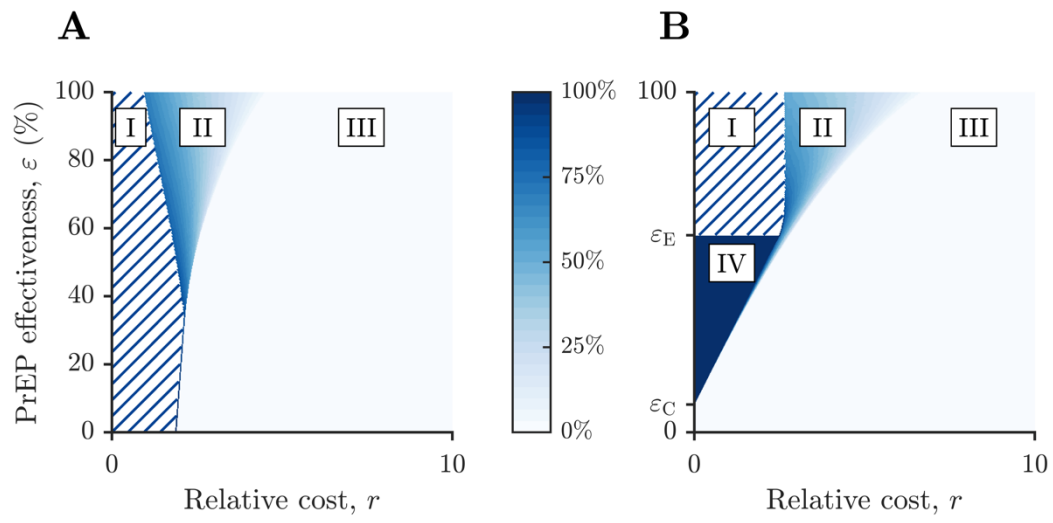 A
B
100
80
60
40
20
0
PrEP effectiveness, ε (%)
I
II
III
0
10
Relative cost, r
100%
75%
50%
25%
0%
100
ε_E
ε_C
0
I
II
III
IV
0
10
Relative cost, r